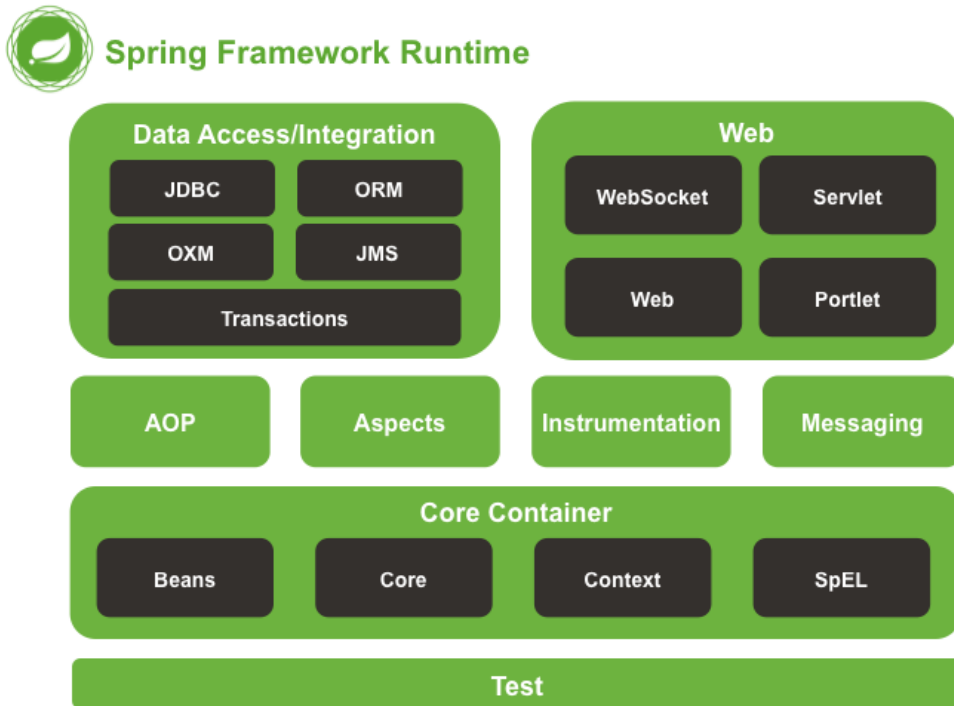 Spring Framework Runtime
Data Access/Integration
JDBC
ORM
OXM
JMS
Transactions
Web
WebSocket
Servlet
Web
Portlet
AOP
Aspects
Instrumentation
Messaging
Core Container
Beans
Core
Context
SpEL
Test